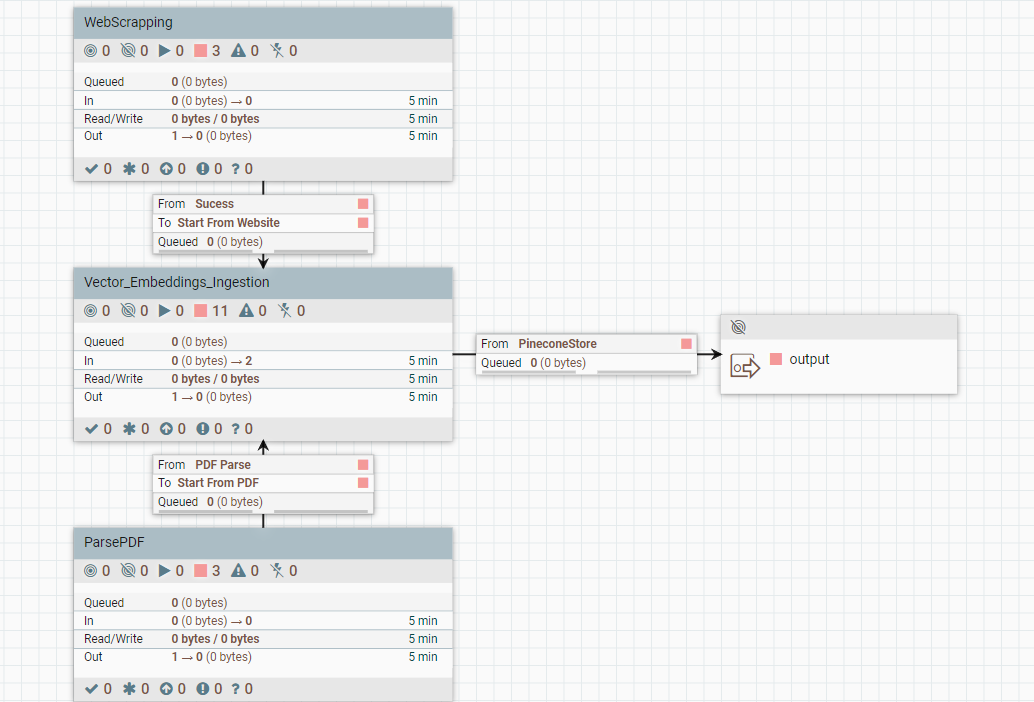 WebScrapping
0 0 0 3 0 0
Queued 0 (0 bytes)
In 0 (0 bytes) → 0 5 min
Read/Write 0 bytes / 0 bytes 5 min
Out 1 → 0 (0 bytes) 5 min
0 0 0 0 ? 0
From Sucess
To Start From Website
Queued 0 (0 bytes)
Vector_Embeddings_Ingestion
0 0 0 11 0 0
Queued 0 (0 bytes)
In 0 (0 bytes) → 2 5 min
Read/Write 0 bytes / 0 bytes 5 min
Out 1 → 0 (0 bytes) 5 min
0 0 0 0 ? 0
From PineconeStore
Queued 0 (0 bytes)
output
From PDF Parse
To Start From PDF
Queued 0 (0 bytes)
ParsePDF
0 0 0 3 0 0
Queued 0 (0 bytes)
In 0 (0 bytes) → 0 5 min
Read/Write 0 bytes / 0 bytes 5 min
Out 1 → 0 (0 bytes) 5 min
0 0 0 0 ? 0